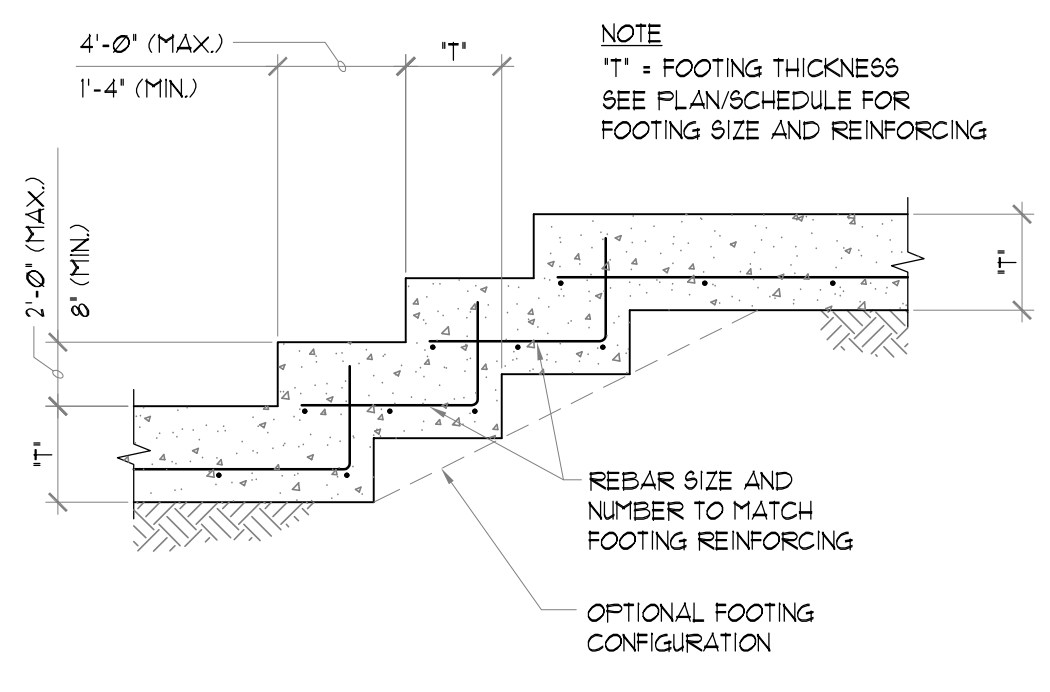 4'-0" (MAX.)
1'-4" (MIN.)
"T"
NOTE
"T" = FOOTING THICKNESS
SEE PLAN/SCHEDULE FOR
FOOTING SIZE AND REINFORCING
2'-0" (MAX.)
8" (MIN.)
"T"
"T"
REBAR SIZE AND
NUMBER TO MATCH
FOOTING REINFORCING
OPTIONAL FOOTING
CONFIGURATION